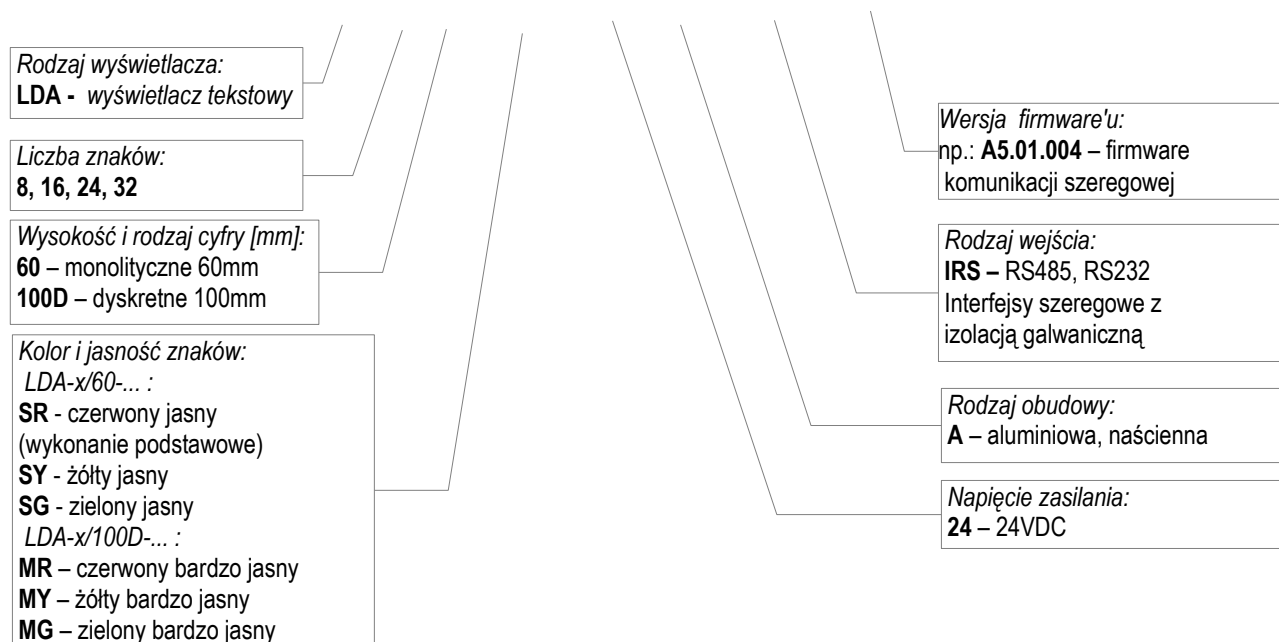 Rodzaj wyświetlacza:
LDA - wyświetlacz tekstowy
Liczba znaków:
8, 16, 24, 32
Wysokość i rodzaj cyfry [mm]:
60 – monolityczne 60mm
100D – dyskretne 100mm
Kolor i jasność znaków:
LDA-x/60-... :
SR - czerwony jasny
(wykonanie podstawowe)
SY - żółty jasny
SG - zielony jasny
LDA-x/100D-... :
MR – czerwony bardzo jasny
MY – żółty bardzo jasny
MG – zielony bardzo jasny
Wersja firmware'u:
np.: A5.01.004 – firmware
komunikacji szeregowej
Rodzaj wejścia:
IRS – RS485, RS232
Interfejsy szeregowe z
izolacją galwaniczną
Rodzaj obudowy:
A – aluminiowa, naścienna
Napięcie zasilania:
24 – 24VDC